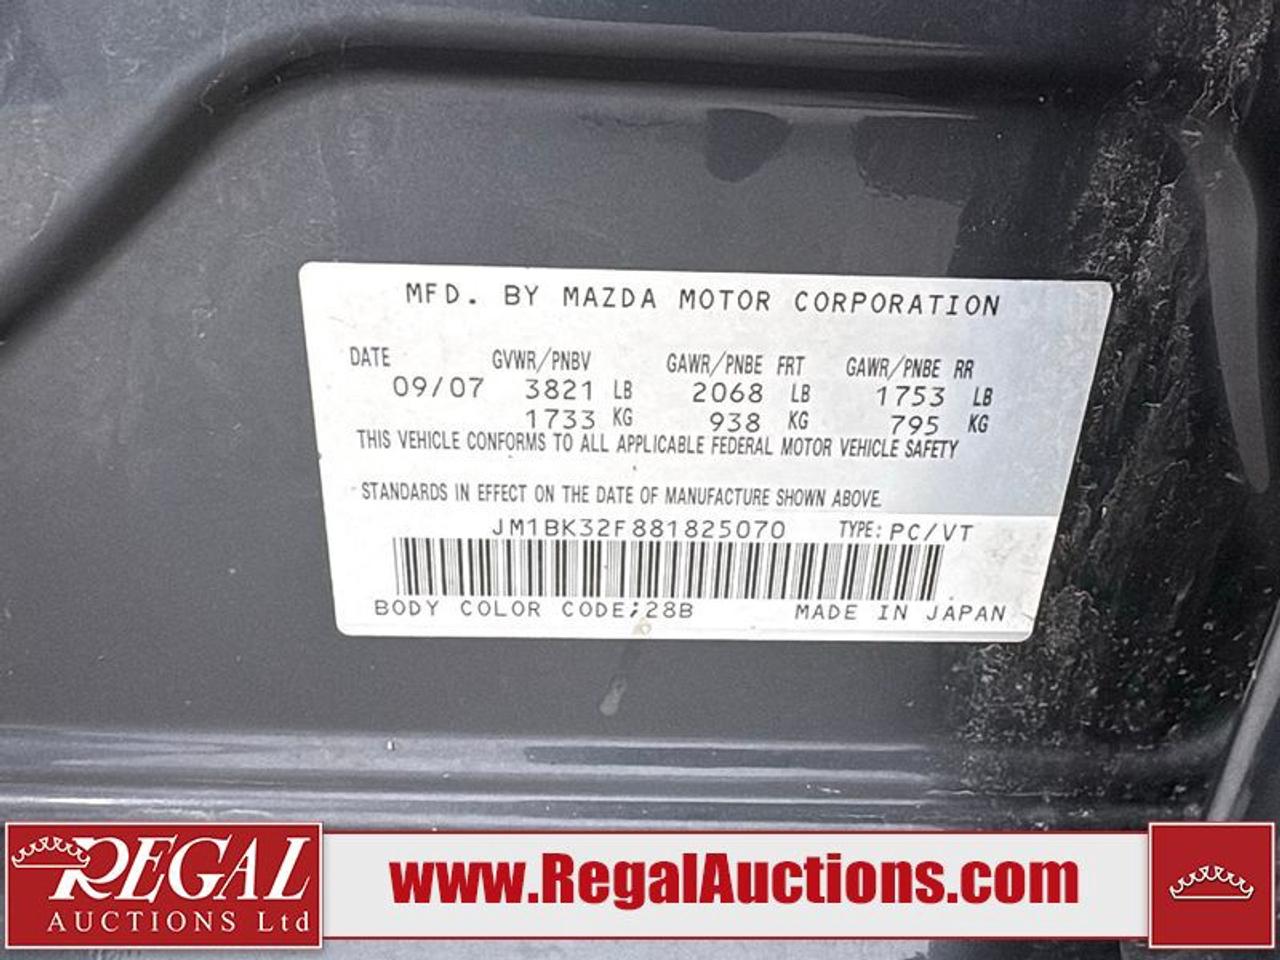 MFD. BY MAZDA MOTOR CORPORATION
DATE GVWR/PNBV GAWR/PNBE FRT GAWR/PNBE RR
09/07 3821 LB 2068 LB 1753 LB
1733 KG 938 KG 795 KG
THIS VEHICLE CONFORMS TO ALL APPLICABLE FEDERAL MOTOR VEHICLE SAFETY
STANDARDS IN EFFECT ON THE DATE OF MANUFACTURE SHOWN ABOVE.
JM1BK32F881825070 TYPE: PC/VT
BODY COLOR CODE:28B MADE IN JAPAN
REGAL
AUCTIONS Ltd
www.RegalAuctions.com